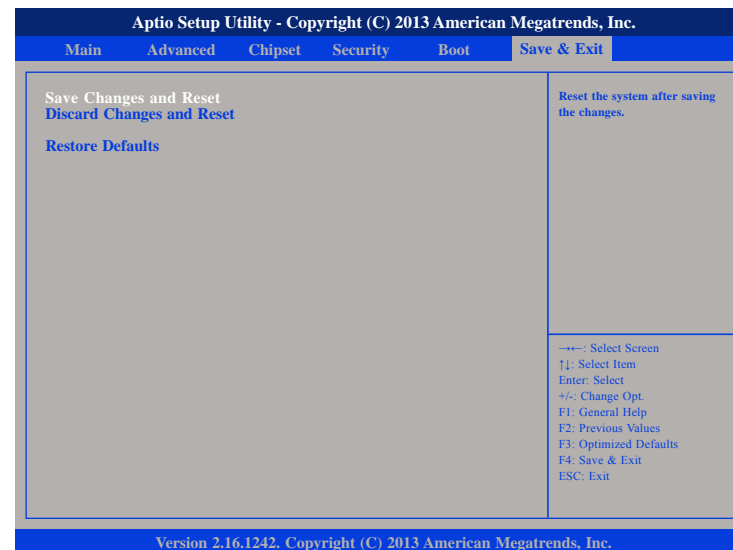 Aptio Setup Utility - Copyright (C) 2013 American Megatrends, Inc.
Main Advanced Chipset Security Boot Save & Exit
Save Changes and Reset
Discard Changes and Reset
Restore Defaults
Reset the system after saving
the changes.
→←: Select Screen
↑↓: Select Item
Enter: Select
+/-: Change Opt.
F1: General Help
F2: Previous Values
F3: Optimized Defaults
F4: Save & Exit
ESC: Exit
Version 2.16.1242. Copyright (C) 2013 American Megatrends, Inc.